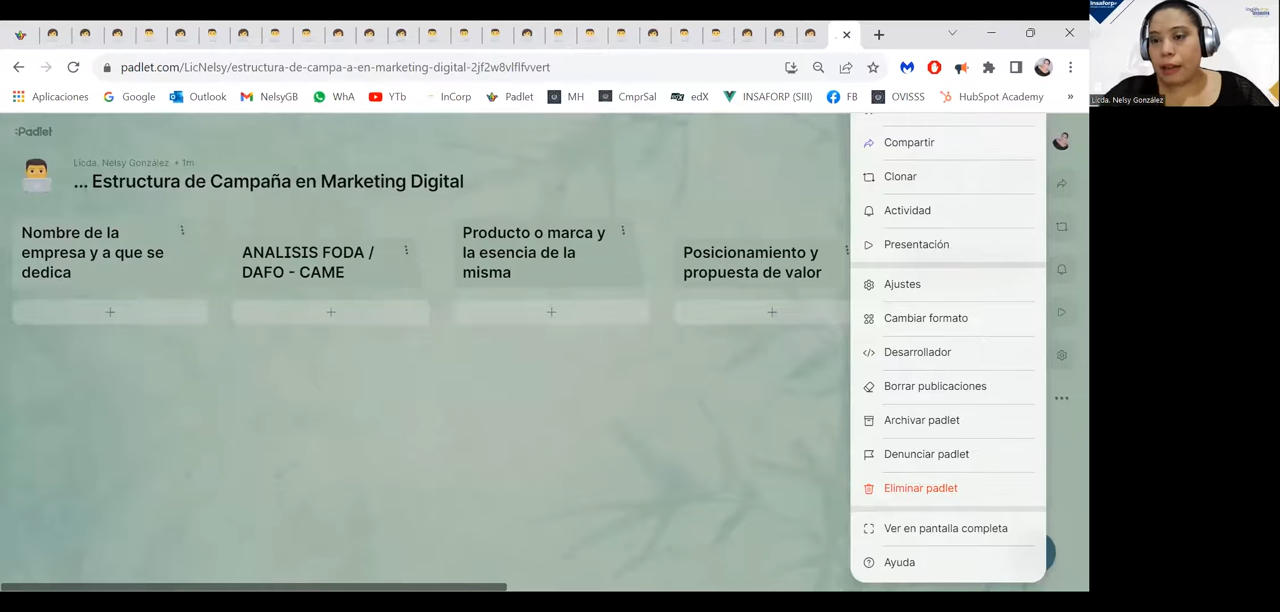 padlet.com/LicNelsy/estructura-de-campa-a-en-marketing-digital-2jf2w8vlflfvvert
Aplicaciones Google Outlook NelsyGB WhA YTb InCorp Padlet MH CmprSal edX INSAFORP (SIII) FB OVISSS HubSpot Academy »
:Padlet
Licda. Nelsy González • 1m
... Estructura de Campaña en Marketing Digital
Nombre de la
empresa y a que se
dedica
ANALISIS FODA /
DAFO - CAME
Producto o marca y
la esencia de la
misma
Posicionamiento y
propuesta de valor
Compartir
Clonar
Actividad
Presentación
Ajustes
Cambiar formato
Desarrollador
Borrar publicaciones
Archivar padlet
Denunciar padlet
Eliminar padlet
Ver en pantalla completa
Ayuda
Insaforp
Licda. Nelsy González